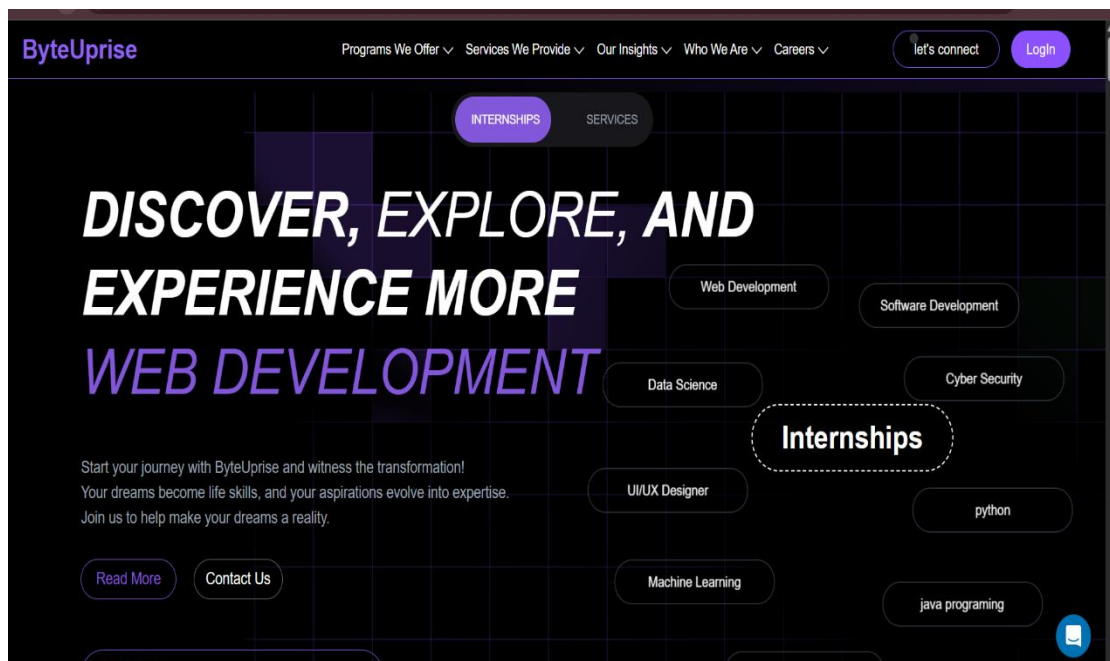 ByteUprise
Programs We Offer
Services We Provide
Our Insights
Who We Are
Careers
let's connect
LogIn
INTERNSHIPS
SERVICES
DISCOVER, EXPLORE, AND
EXPERIENCE MORE
WEB DEVELOPMENT
Start your journey with ByteUprise and witness the transformation!
Your dreams become life skills, and your aspirations evolve into expertise.
Join us to help make your dreams a reality.
Read More
Contact Us
Web Development
Software Development
Data Science
Cyber Security
Internships
UI/UX Designer
python
Machine Learning
java programing